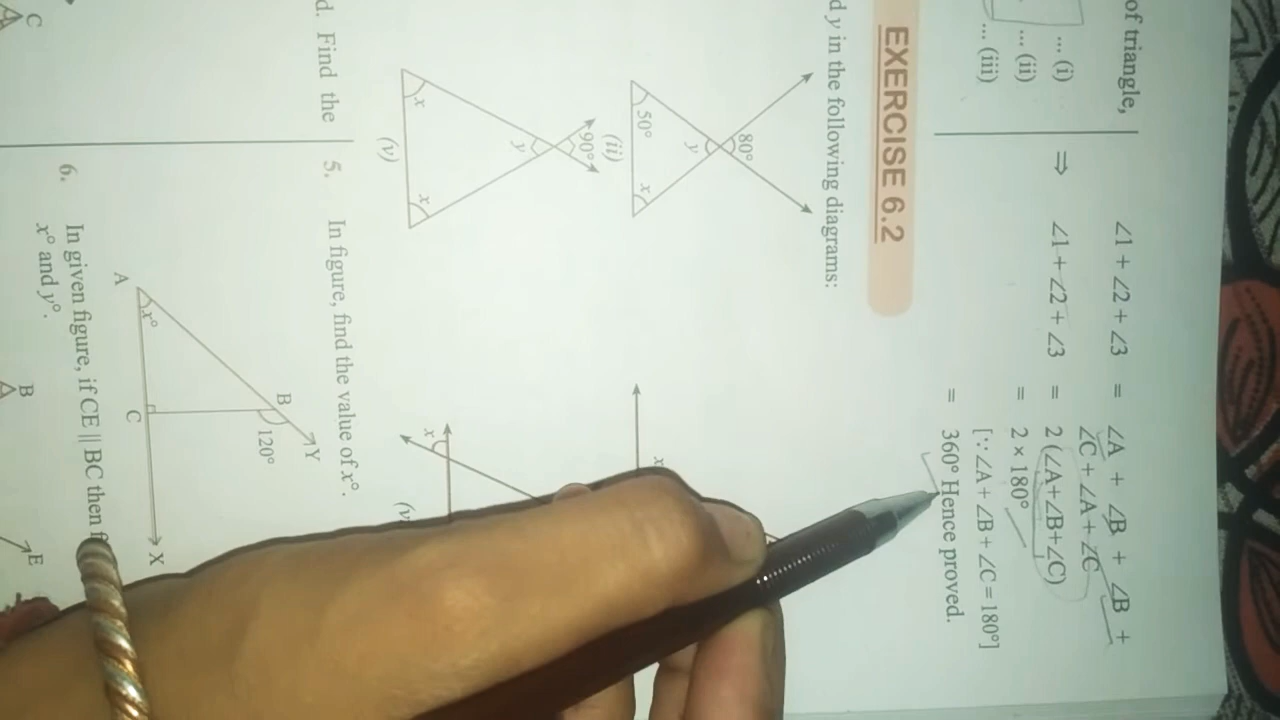 of triangle,
... (i)
... (ii)
... (iii)
∠1 + ∠2 + ∠3 = ∠A + ∠B + ∠B +
∠C + ∠A + ∠C
⇒ ∠1 + ∠2 + ∠3 = 2 (∠A+∠B+∠C)
= 2 × 180°
[∵ ∠A + ∠B + ∠C = 180°]
= 360° Hence proved.
EXERCISE 6.2
d y in the following diagrams:
80°
50°
y
x
(ii)
x
90°
y
x
x
(v)
x
d. Find the
5. In figure, find the value of x°.
Y
B
120°
A
x°
C
X
6. In given figure, if CE || BC then f
x° and y°.
C
B
E